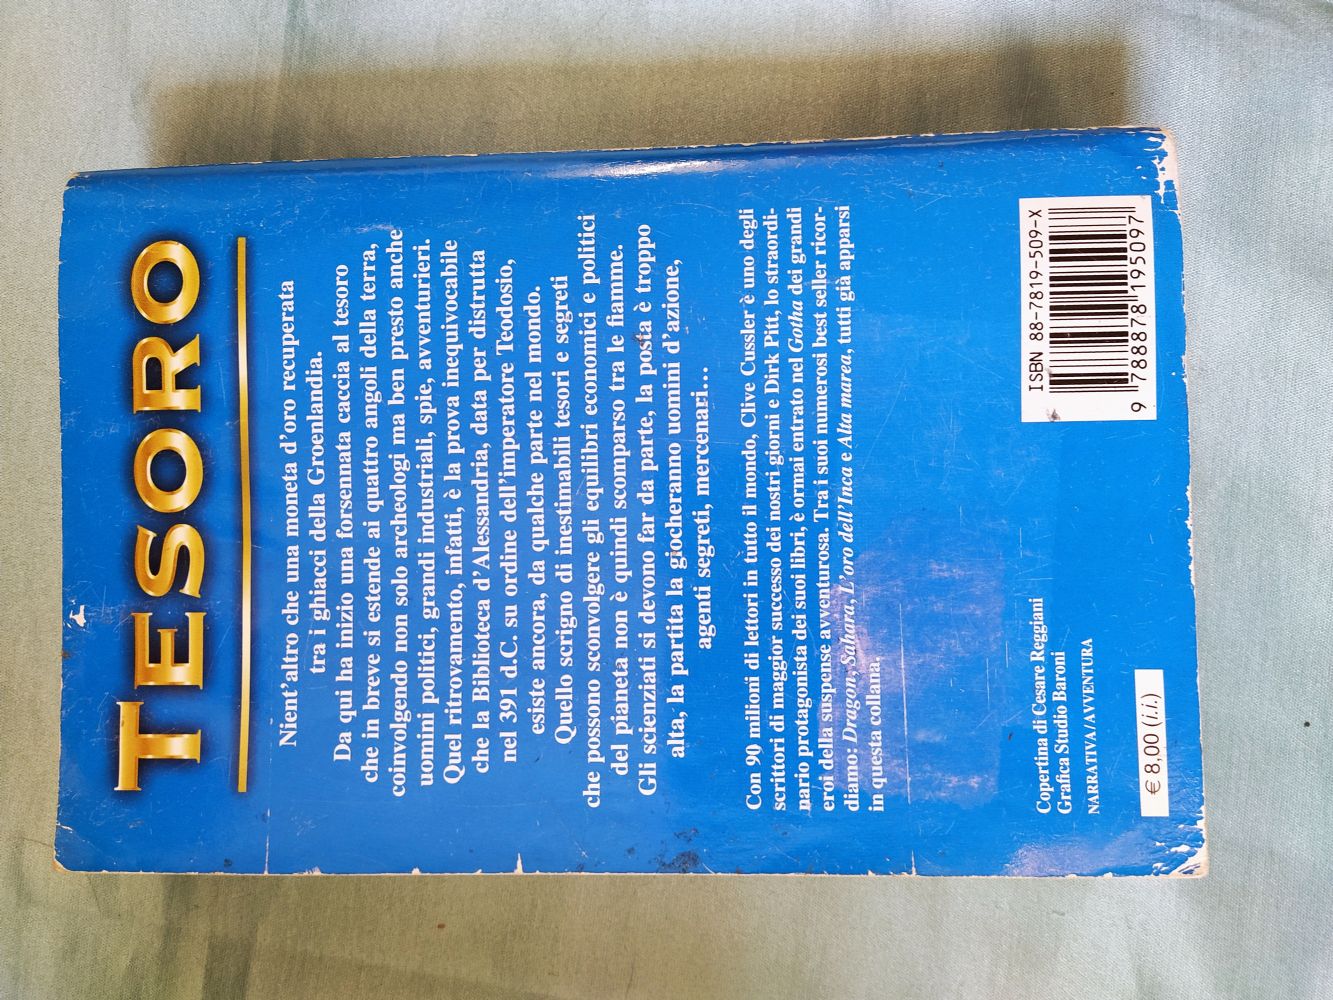 TESORO
Nient'altro che una moneta d'oro recuperata
tra i ghiacci della Groenlandia.
Da qui ha inizio una forsennata caccia al tesoro
che in breve si estende ai quattro angoli della terra,
coinvolgendo non solo archeologi ma ben presto anche
uomini politici, grandi industriali, spie, avventurieri.
Quel ritrovamento, infatti, è la prova inequivocabile
che la Biblioteca d'Alessandria, data per distrutta
nel 391 d.C. su ordine dell'imperatore Teodosio,
esiste ancora, da qualche parte nel mondo.
Quello scrigno di inestimabili tesori e segreti
che possono sconvolgere gli equilibri economici e politici
del pianeta non è quindi scomparso tra le fiamme.
Gli scienziati si devono far da parte, la posta è troppo
alta, la partita la giocheranno uomini d'azione,
agenti segreti, mercenari...
Con 90 milioni di lettori in tutto il mondo, Clive Cussler è uno degli
scrittori di maggior successo dei nostri giorni e Dirk Pitt, lo straordi-
nario protagonista dei suoi libri, è ormai entrato nel Gotha dei grandi
eroi della suspense avventurosa. Tra i suoi numerosi best seller ricor-
diamo: Dragon, Sahara, L'oro dell'Inca e Alta marea, tutti già apparsi
in questa collana.
Copertina di Cesare Reggiani
Grafica Studio Baroni
NARRATIVA/AVVENTURA
€ 8,00 (i.i.)
ISBN 88-7819-509-X
9 788878 195097